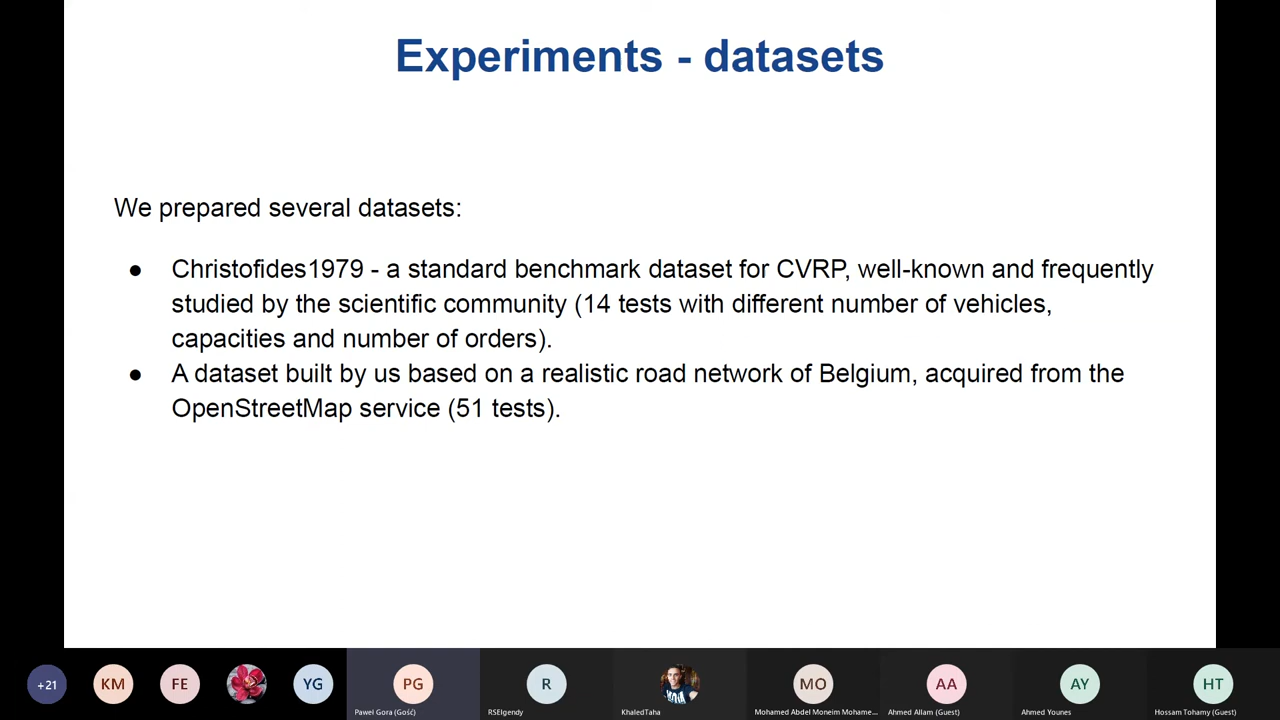 Experiments - datasets
We prepared several datasets:
● Christofides1979 - a standard benchmark dataset for CVRP, well-known and frequently
studied by the scientific community (14 tests with different number of vehicles,
capacities and number of orders).
● A dataset built by us based on a realistic road network of Belgium, acquired from the
OpenStreetMap service (51 tests).
+21
KM
FE
YG
PG
R
MO
AA
AY
HT
Paweł Gora (Gość)
RSElgendy
KhaledTaha
Mohamed Abdel Moneim Mohame...
Ahmed Allam (Guest)
Ahmed Younes
Hossam Tohamy (Guest)